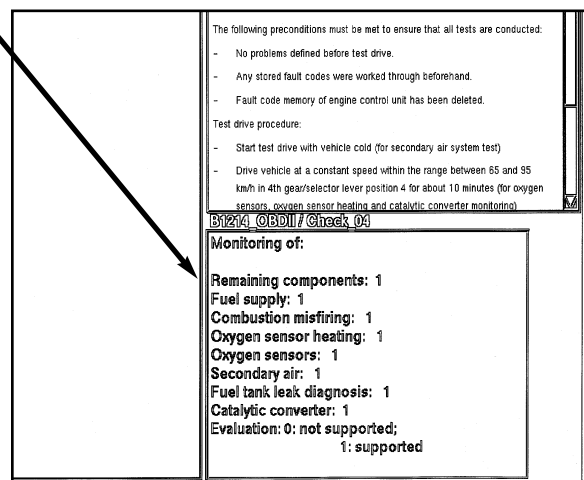 The following preconditions must be met to ensure that all tests are conducted:
- No problems defined before test drive.
- Any stored fault codes were worked through beforehand.
- Fault code memory of engine control unit has been deleted.
Test drive procedure:
- Start test drive with vehicle cold (for secondary air system test)
- Drive vehicle at a constant speed within the range between 65 and 95
km/h in 4th gear/selector lever position 4 for about 10 minutes (for oxygen
sensors, oxygen sensor heating and catalytic converter monitoring)
B1214_OBDII / Check_04
Monitoring of:
Remaining components: 1
Fuel supply: 1
Combustion misfiring: 1
Oxygen sensor heating: 1
Oxygen sensors: 1
Secondary air: 1
Fuel tank leak diagnosis: 1
Catalytic converter: 1
Evaluation: 0: not supported;
1: supported